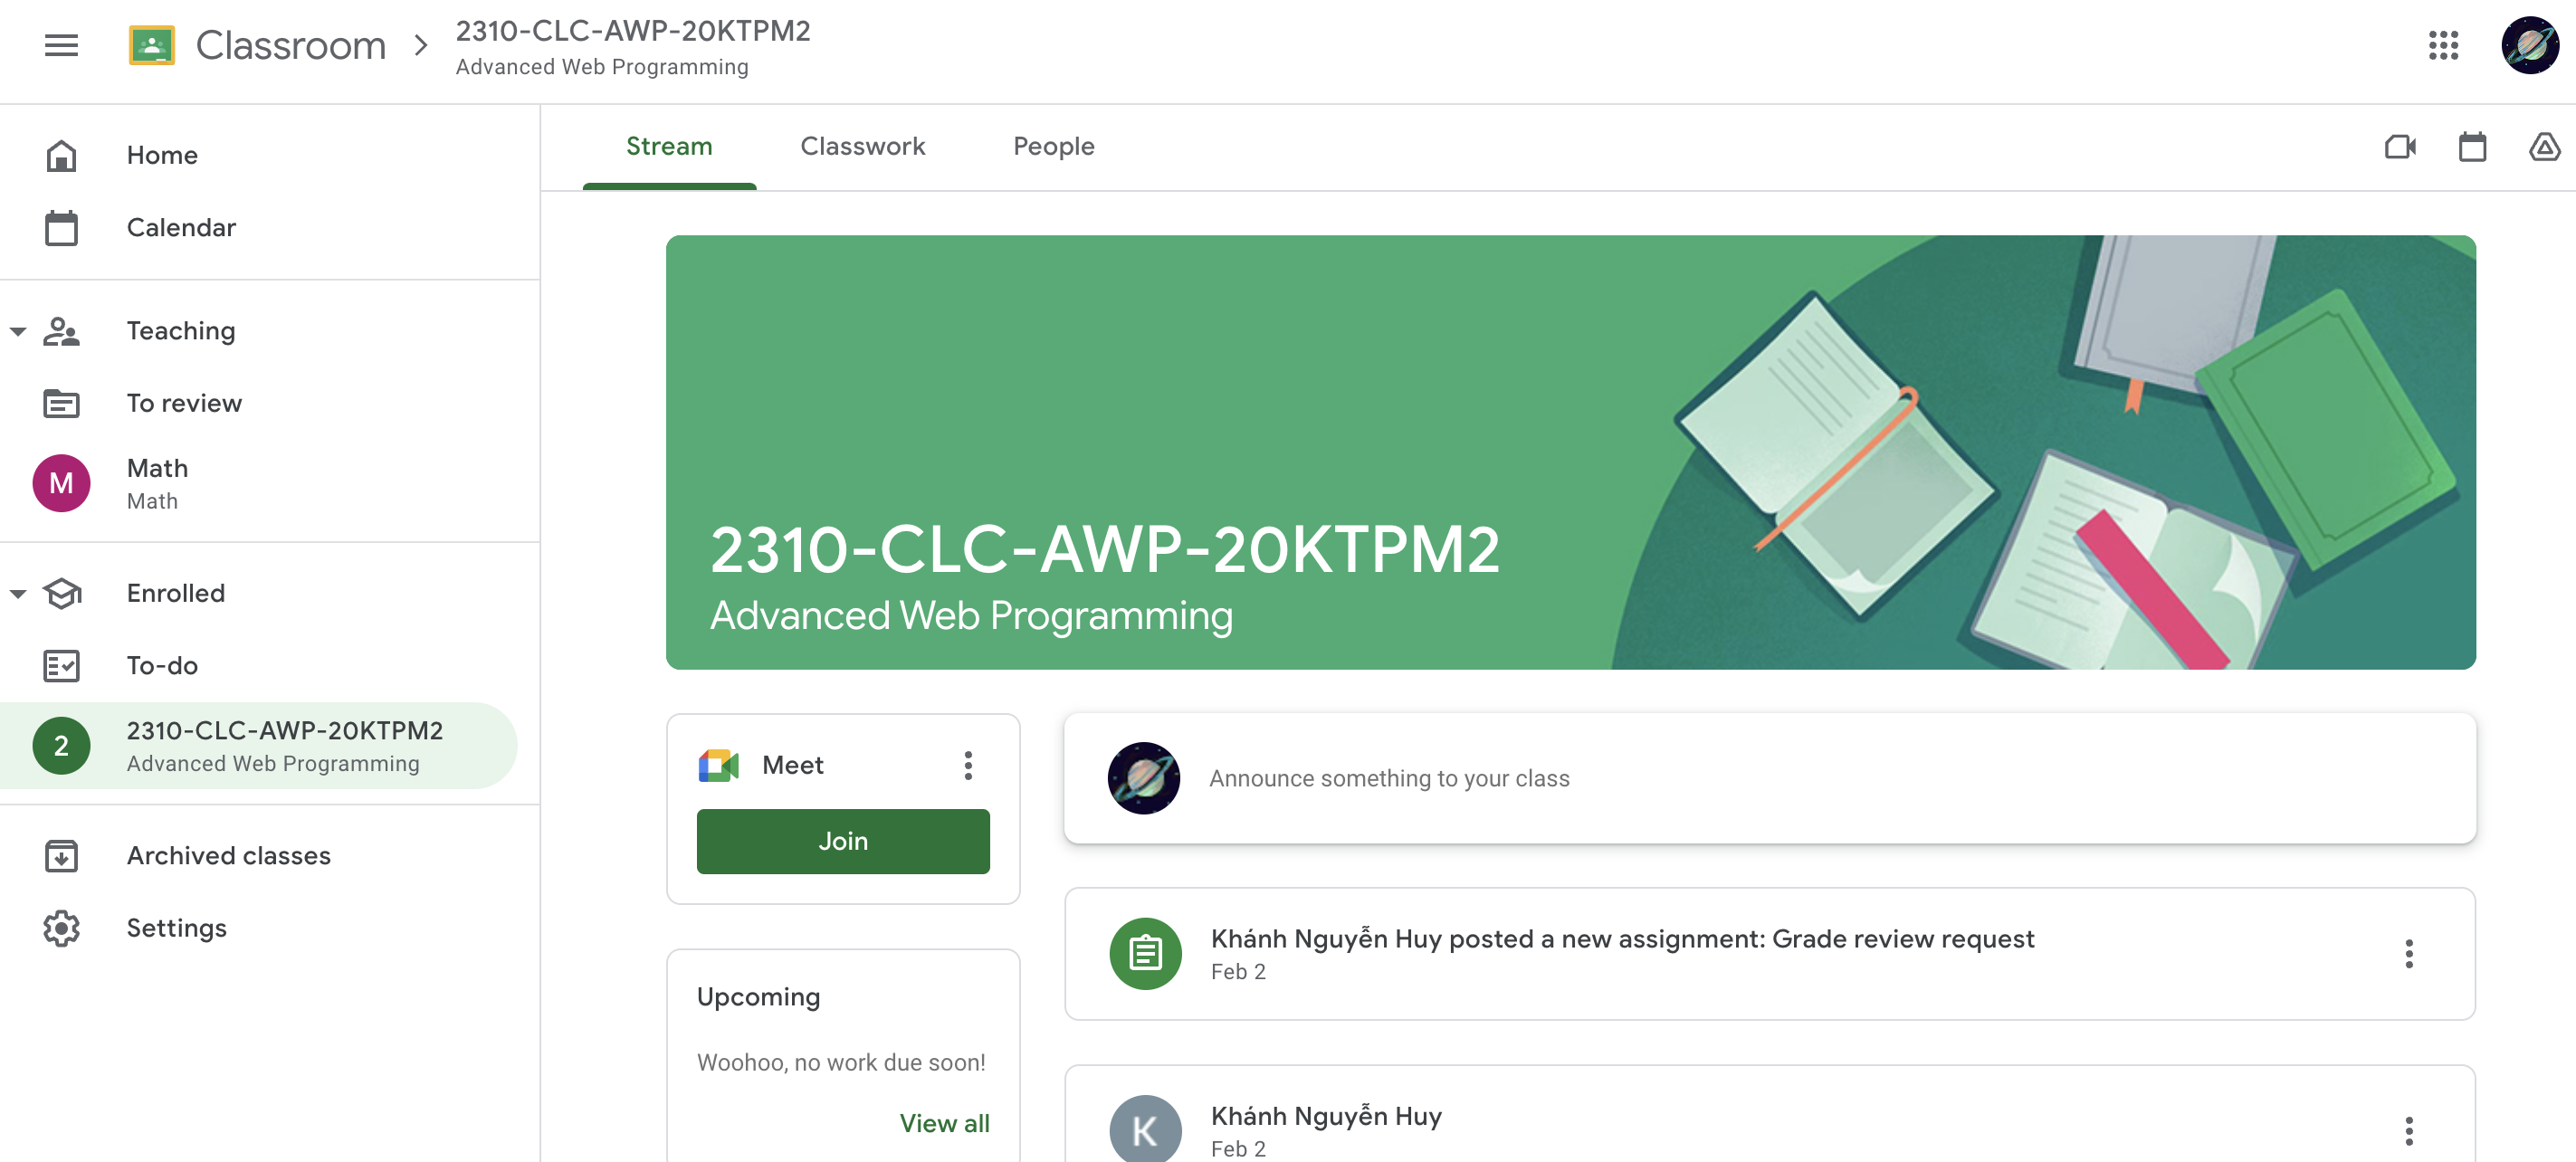 Classroom
2310-CLC-AWP-20KTPM2
Advanced Web Programming
Home
Calendar
Teaching
To review
M
Math
Math
Enrolled
To-do
2
2310-CLC-AWP-20KTPM2
Advanced Web Programming
Archived classes
Settings
Stream Classwork People
2310-CLC-AWP-20KTPM2
Advanced Web Programming
Meet
Join
Upcoming
Woohoo, no work due soon!
View all
Announce something to your class
Khánh Nguyễn Huy posted a new assignment: Grade review request
Feb 2
K
Khánh Nguyễn Huy
Feb 2